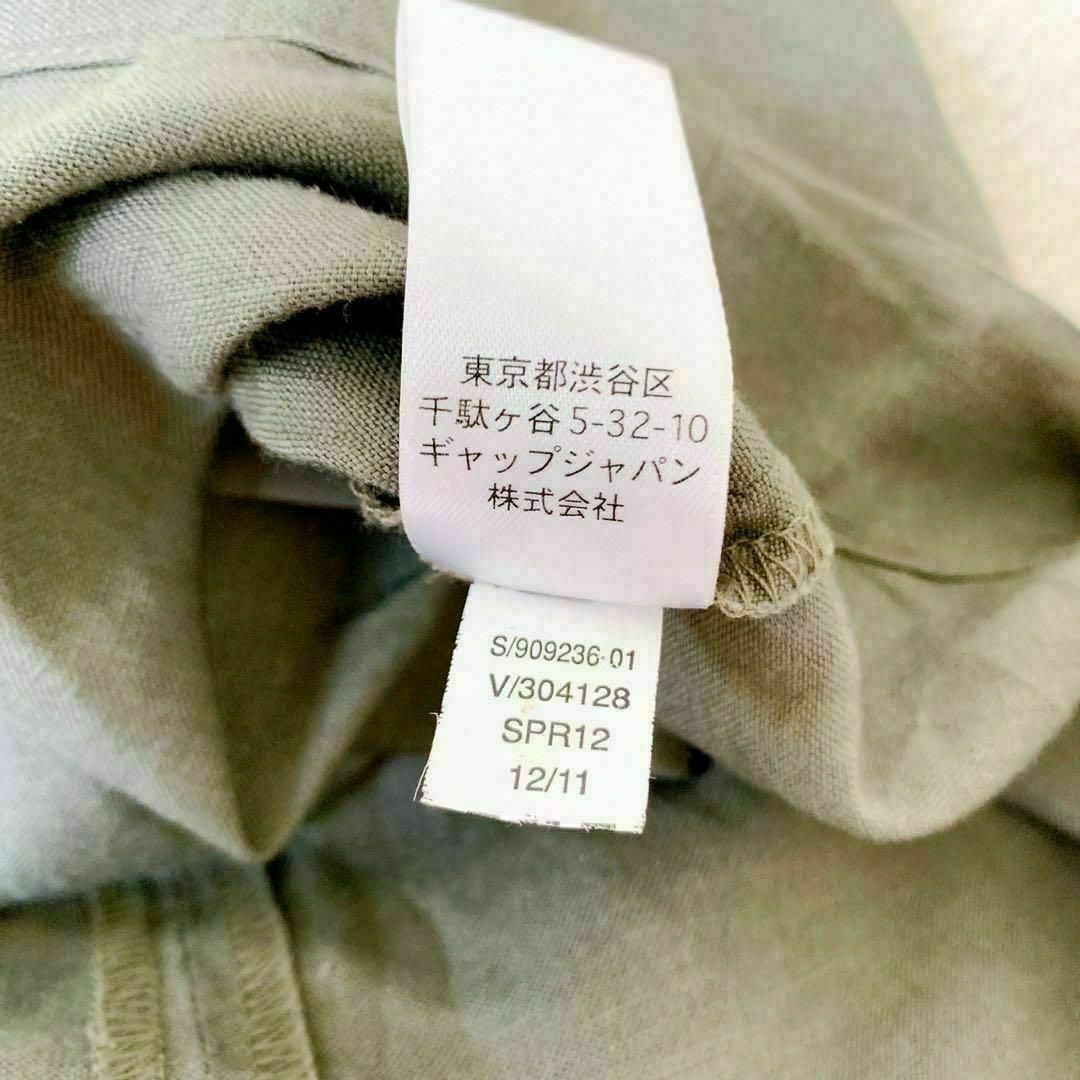 東京都渋谷区
千駄ヶ谷5-32-10
ギャップジャパン
株式会社
S/909236-01
V/304128
SPR12
12/11